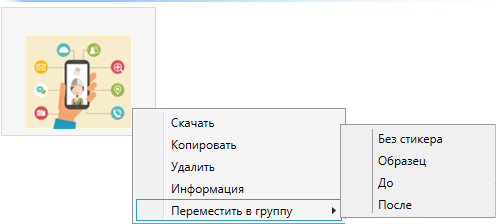 Скачать
Копировать
Удалить
Информация
Переместить в группу
Без стикера
Образец
До
После